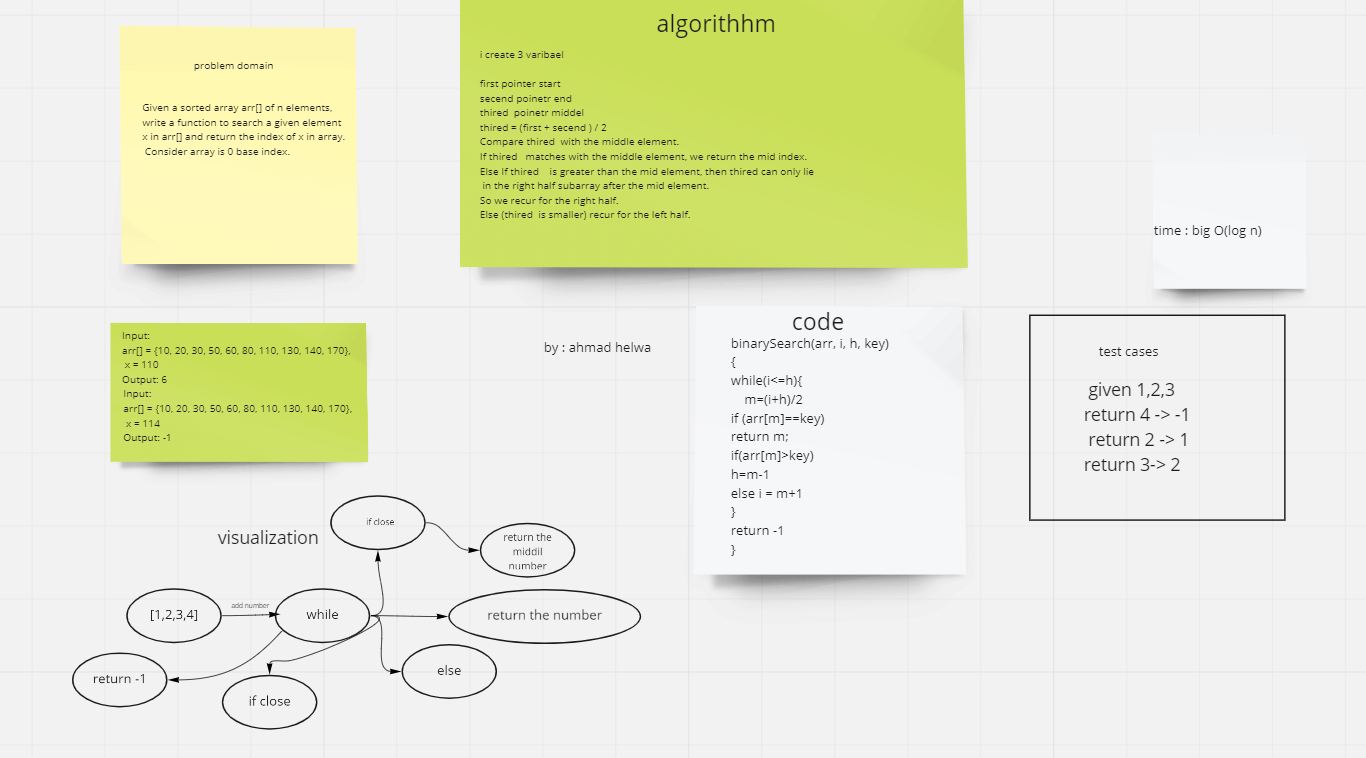 problem domain
Given a sorted array arr[] of n elements,
write a function to search a given element
x in arr[] and return the index of x in array.
Consider array is 0 base index.
algorithhm
i create 3 varibael
first pointer start
secend poinetr end
thired poinetr middel
thired = (first + secend ) / 2
Compare thired with the middle element.
If thired matches with the middle element, we return the mid index.
Else If thired is greater than the mid element, then thired can only lie
in the right half subarray after the mid element.
So we recur for the right half.
Else (thired is smaller) recur for the left half.
time : big O(log n)
Input:
arr[] = {10, 20, 30, 50, 60, 80, 110, 130, 140, 170},
x = 110
Output: 6
Input:
arr[] = {10, 20, 30, 50, 60, 80, 110, 130, 140, 170},
x = 114
Output: -1
by : ahmad helwa
code
binarySearch(arr, i, h, key)
{
while(i<=h){
m=(i+h)/2
if (arr[m]==key)
return m;
if(arr[m]>key)
h=m-1
else i = m+1
}
return -1
}
test cases
given 1,2,3
return 4 -> -1
return 2 -> 1
return 3-> 2
visualization
if close
return the
middil
number
[1,2,3,4]
add number
while
return the number
return -1
if close
else